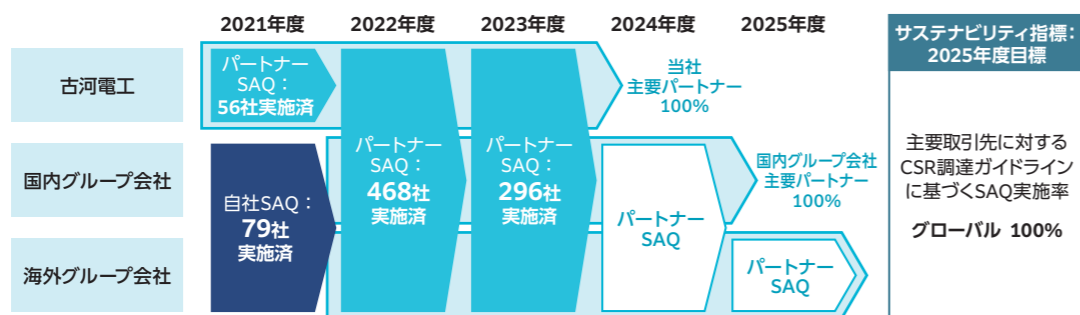 2021年度
2022年度
2023年度
2024年度
2025年度
古河電工
国内グループ会社
海外グループ会社
パートナー
SAQ：
56社実施済
自社SAQ：
79社
実施済
パートナー
SAQ：
468社
実施済
パートナー
SAQ：
296社
実施済
当社
主要パートナー
100%
パートナー
SAQ
国内グループ会社
主要パートナー
100%
パートナー
SAQ
サステナビリティ指標：
2025年度目標
主要取引先に対する
CSR調達ガイドライン
に基づくSAQ実施率
グローバル 100%